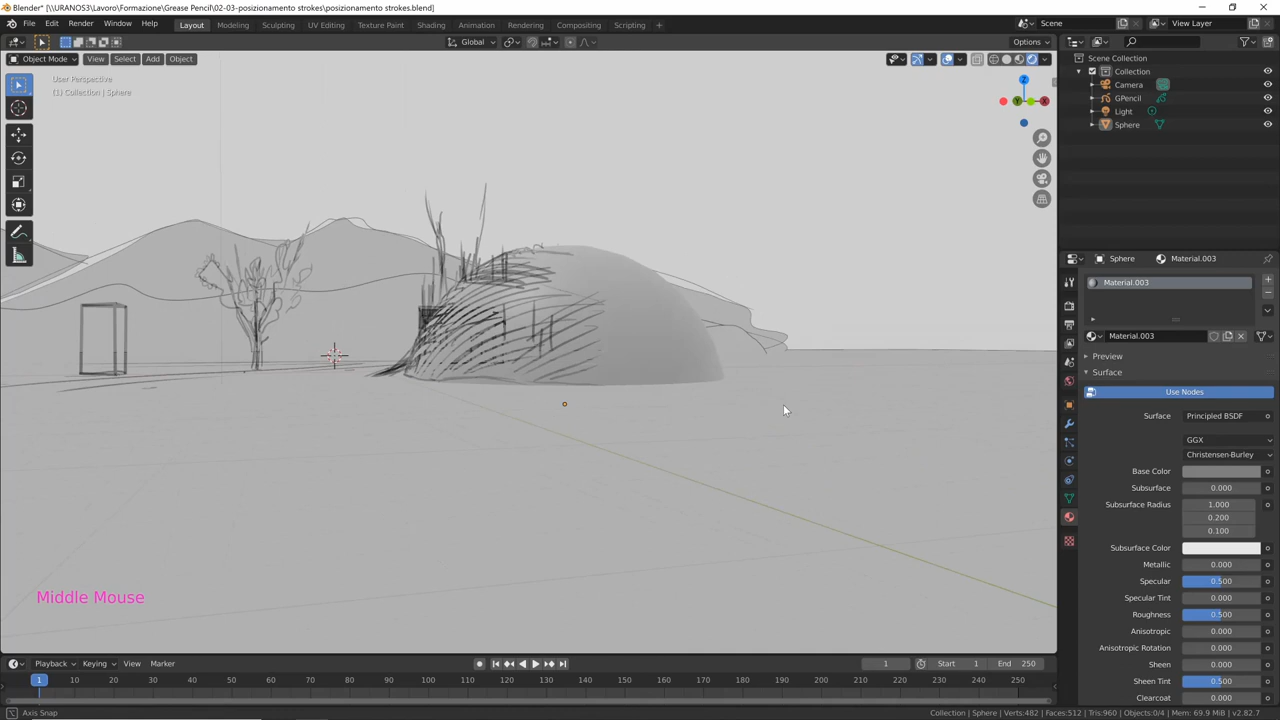 Blender* [\\URANOS3\Lavoro\Formazione\Grease Pencil\02-03-posizionamento strokes\posizionamento strokes.blend]
File Edit Render Window Help Layout Modeling Sculpting UV Editing Texture Paint Shading Animation Rendering Compositing Scripting Scene View Layer
Global Options
Object Mode View Select Add Object
User Perspective
(1) Collection | Sphere
Z
Y
X
Scene Collection
Collection
Camera
GPencil
Light
Sphere
Sphere Material.003
Material.003
Material.003
Preview
Surface
Use Nodes
Surface Principled BSDF
GGX
Christensen-Burley
Base Color
Subsurface 0.000
Subsurface Radius 1.000
0.200
0.100
Subsurface Color
Metallic 0.000
Specular 0.500
Specular Tint 0.000
Roughness 0.500
Anisotropic 0.000
Anisotropic Rotation 0.000
Sheen 0.000
Sheen Tint 0.500
Clearcoat 0.000
Middle Mouse
Playback Keying View Marker 1 Start 1 End 250
1 10 20 30 40 50 60 70 80 90 100 110 120 130 140 150 160 170 180 190 200 210 220 230 240 250
Axis Snap Collection | Sphere | Verts:482 | Faces:512 | Tris:960 | Objects:0/4 | Mem: 69.9 MiB | v2.82.7